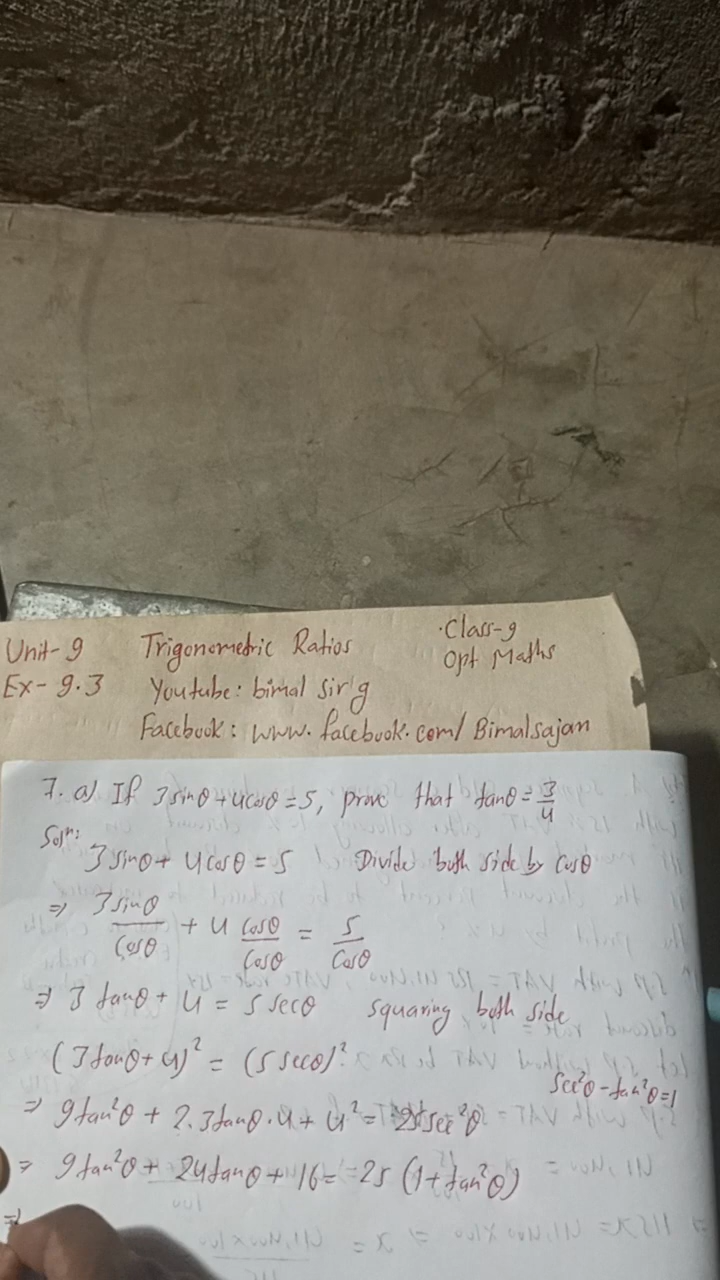 Unit-9 Trigonometric Ratios Class-9
Opt Maths
Ex-9.3 Youtube: bimal sir g
Facebook: www.facebook.com/Bimalsajan
7. a) If 3sinθ+4cosθ=5, prove that tanθ=3/4
Solⁿ:
3sinθ+4cosθ=5 Divide both side by Cosθ
⇒ 3sinθ/Cosθ + 4 Cosθ/Cosθ = 5/Cosθ
⇒ 3tanθ+4 = 5secθ squaring both side
(3tanθ+4)² = (5secθ)²
sec²θ-tan²θ=1
⇒ 9tan²θ + 2.3tanθ.4 + 4² = 25sec²θ
⇒ 9tan²θ + 24tanθ + 16 = 25(1+tan²θ)
⇒